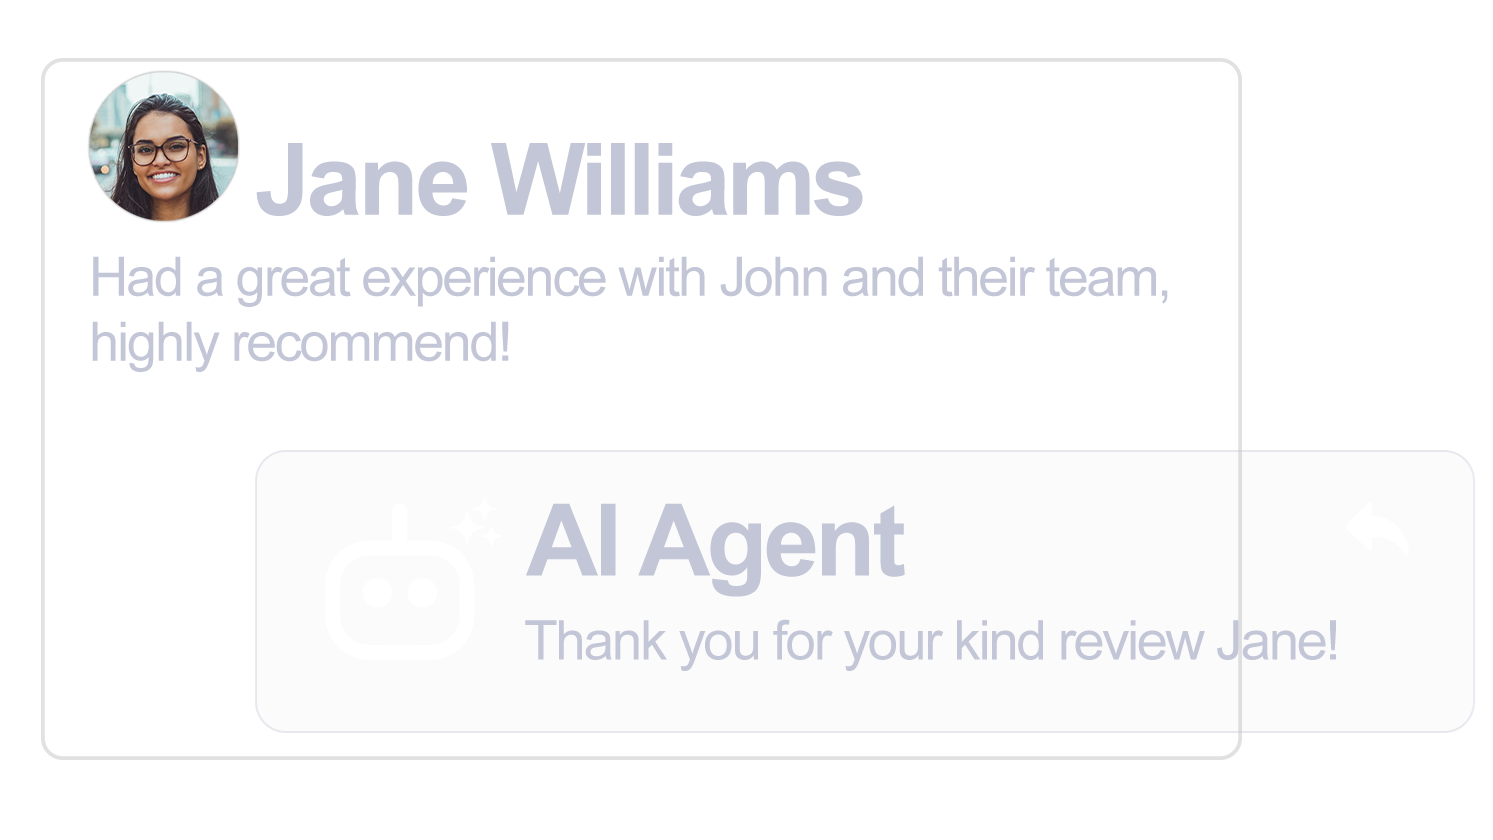 Jane Williams
Had a great experience with John and their team,
highly recommend!
AI Agent
Thank you for your kind review Jane!